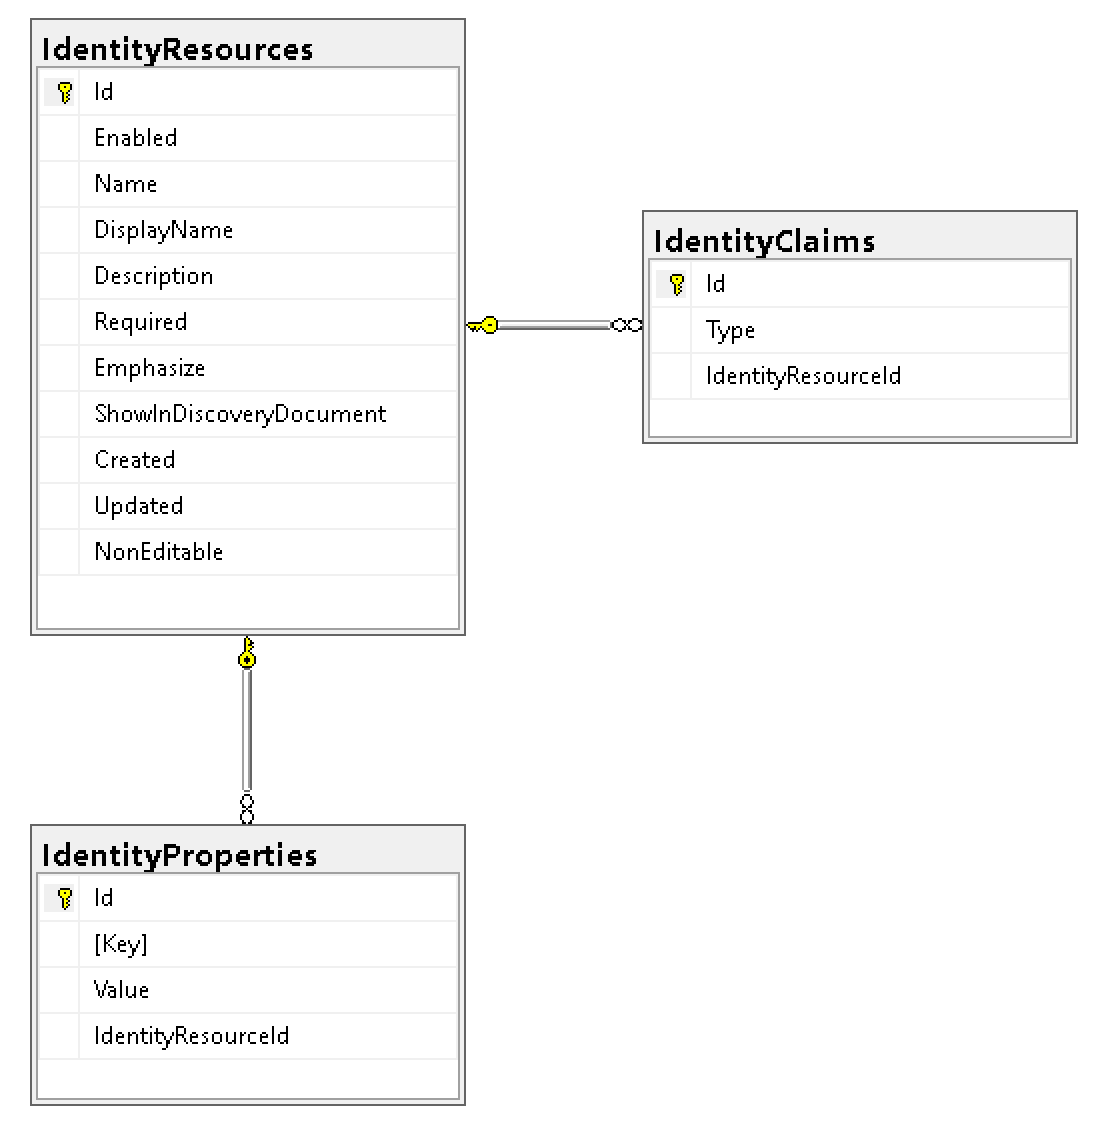 IdentityResources
Id
Enabled
Name
DisplayName
Description
Required
Emphasize
ShowInDiscoveryDocument
Created
Updated
NonEditable
IdentityClaims
Id
Type
IdentityResourceId
IdentityProperties
Id
[Key]
Value
IdentityResourceId